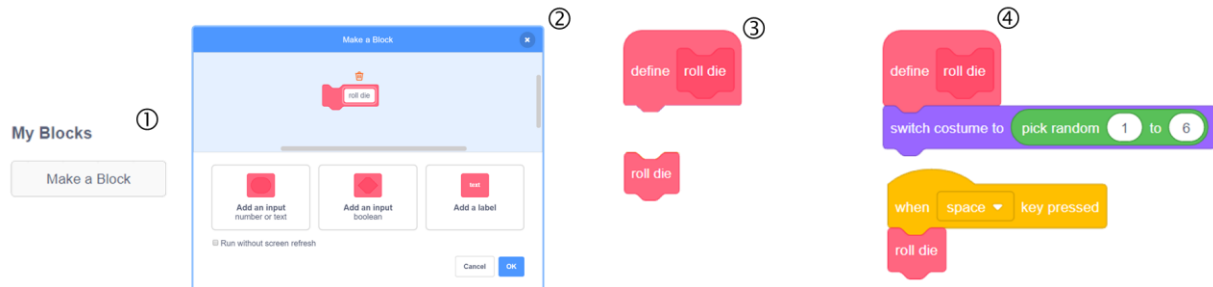 ①
My Blocks
Make a Block
②
Make a Block
×
roll die
Add an input
number or text
Add an input
boolean
text
Add a label
Run without screen refresh
Cancel
OK
③
define roll die
roll die
④
define roll die
switch costume to pick random 1 to 6
when space key pressed
roll die